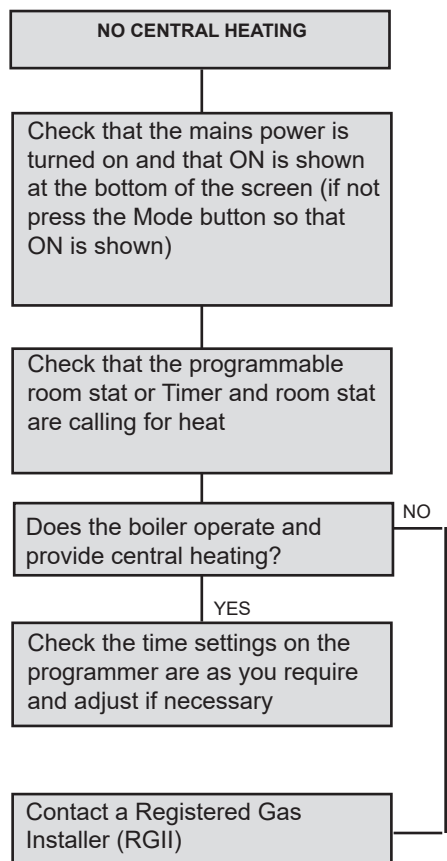 NO CENTRAL HEATING
Check that the mains power is
turned on and that ON is shown
at the bottom of the screen (if not
press the Mode button so that
ON is shown)
Check that the programmable
room stat or Timer and room stat
are calling for heat
Does the boiler operate and
provide central heating?
NO
YES
Check the time settings on the
programmer are as you require
and adjust if necessary
Contact a Registered Gas
Installer (RGII)